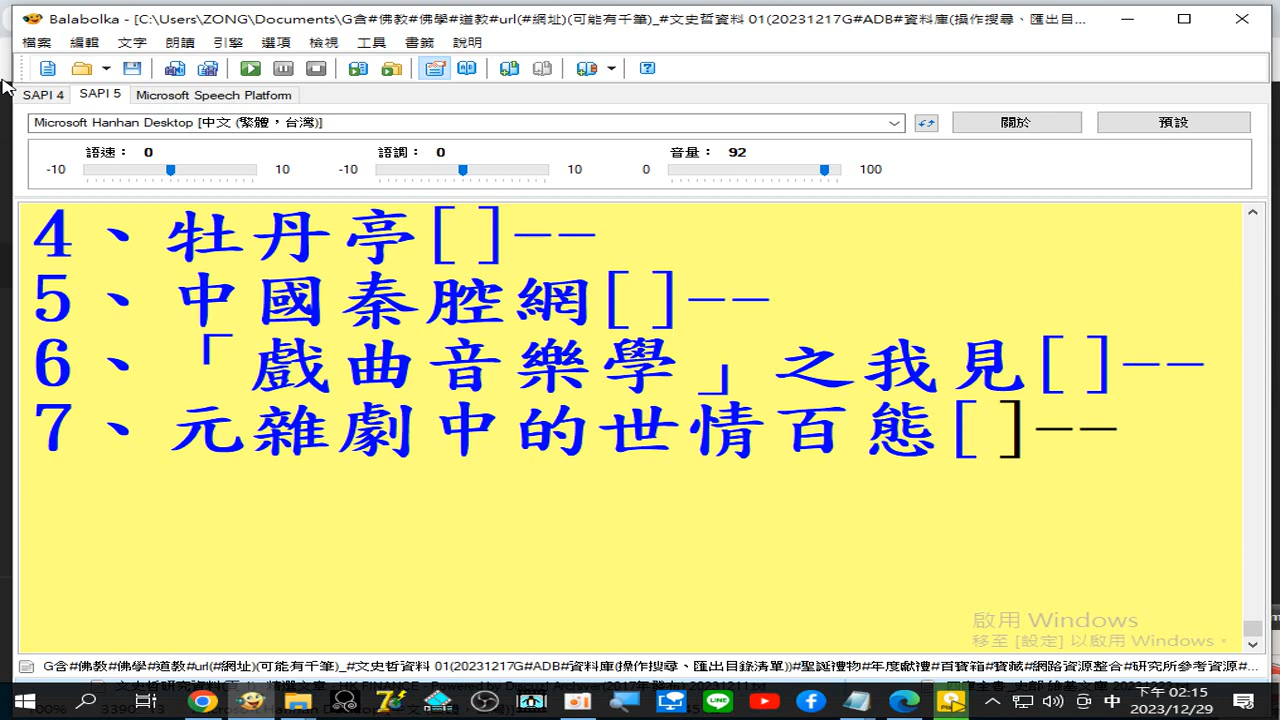 Balabolka - [C:\Users\ZONG\Documents\G含#佛教#佛學#道教#url(#網址)(可能有千筆)_#文史哲資料 01(20231217G#ADB#資料庫(操作搜尋、匯出目...
檔案 編輯 文字 朗讀 引擎 選項 檢視 工具 書籤 說明
SAPI 4 SAPI 5 Microsoft Speech Platform
Microsoft Hanhan Desktop [中文 (繁體，台灣)] 關於 預設
語速： 0 語調： 0 音量： 92
-10 10 -10 10 0 100
4、牡丹亭[]--
5、中國秦腔網[]--
6、「戲曲音樂學」之我見[]--
7、元雜劇中的世情百態[]--
啟用 Windows
移至 [設定] 以啟用 Windows。
G含#佛教#佛學#道教#url(#網址)(可能有千筆)_#文史哲資料 01(20231217G#ADB#資料庫(操作搜尋、匯出目錄清單))#聖誕禮物#年度獻禮#百寶箱#寶藏#網路資源整合#研究所參考資源#...
中 下午 02:15
2023/12/29